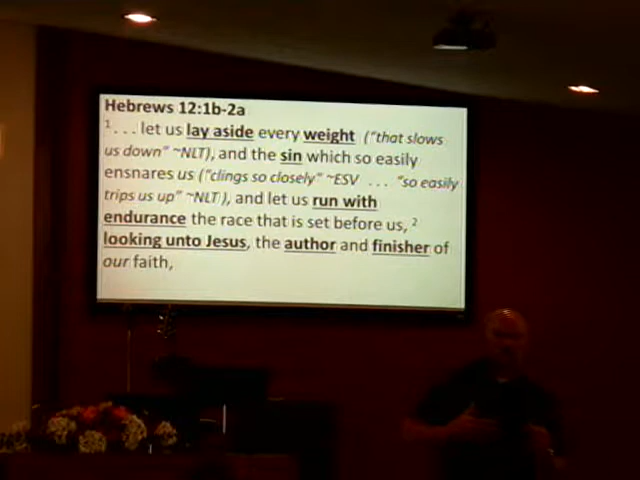 Hebrews 12:1b-2a
1. . . let us lay aside every weight ("that slows
us down" ~NLT), and the sin which so easily
ensnares us ("clings so closely" ~ESV . . . "so easily
trips us up" ~NLT), and let us run with
endurance the race that is set before us, 2
looking unto Jesus, the author and finisher of
our faith,